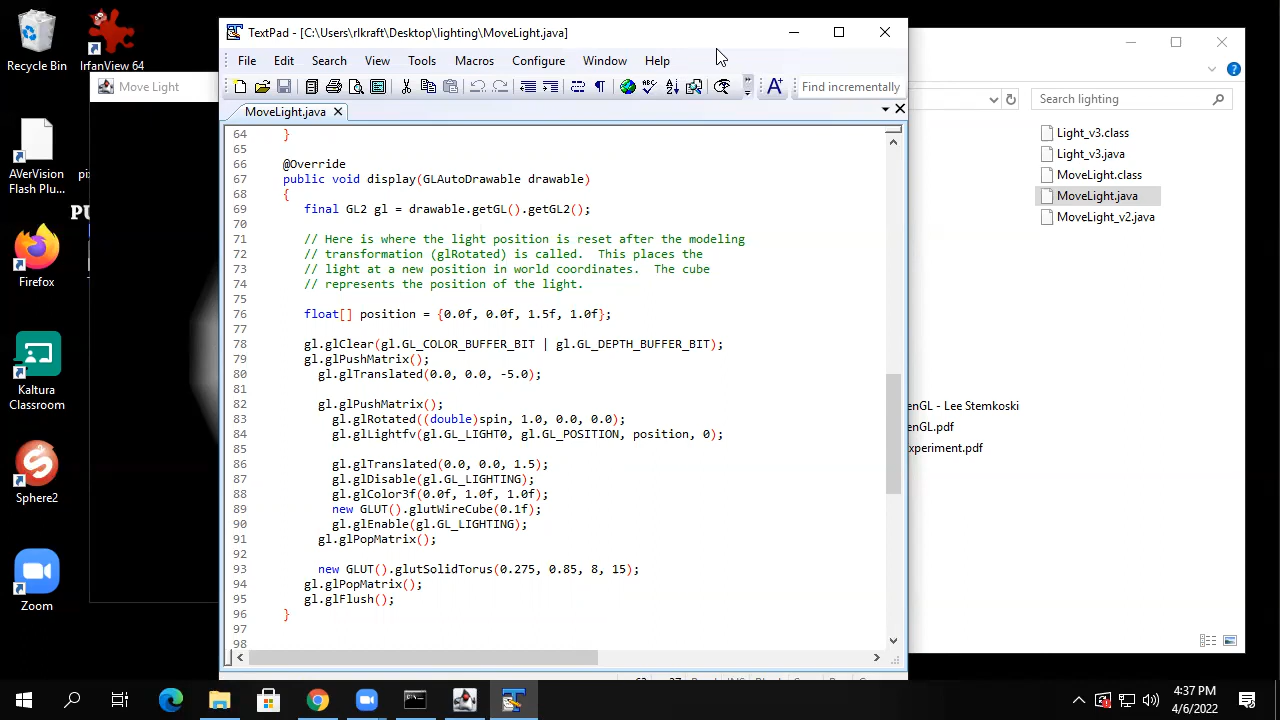 Recycle Bin
IrfanView 64
AVerVision
Flash Plu...
Firefox
Kaltura
Classroom
Sphere2
Zoom
Move Light
PU
TextPad - [C:\Users\rlkraft\Desktop\lighting\MoveLight.java]
File Edit Search View Tools Macros Configure Window Help
Find incrementally
MoveLight.java
64 }
65
66 @Override
67 public void display(GLAutoDrawable drawable)
68 {
69 final GL2 gl = drawable.getGL().getGL2();
70
71 // Here is where the light position is reset after the modeling
72 // transformation (glRotated) is called.  This places the
73 // light at a new position in world coordinates.  The cube
74 // represents the position of the light.
75
76 float[] position = {0.0f, 0.0f, 1.5f, 1.0f};
77
78 gl.glClear(gl.GL_COLOR_BUFFER_BIT | gl.GL_DEPTH_BUFFER_BIT);
79 gl.glPushMatrix();
80 gl.glTranslated(0.0, 0.0, -5.0);
81
82 gl.glPushMatrix();
83 gl.glRotated((double)spin, 1.0, 0.0, 0.0);
84 gl.glLightfv(gl.GL_LIGHT0, gl.GL_POSITION, position, 0);
85
86 gl.glTranslated(0.0, 0.0, 1.5);
87 gl.glDisable(gl.GL_LIGHTING);
88 gl.glColor3f(0.0f, 1.0f, 1.0f);
89 new GLUT().glutWireCube(0.1f);
90 gl.glEnable(gl.GL_LIGHTING);
91 gl.glPopMatrix();
92
93 new GLUT().glutSolidTorus(0.275, 0.85, 8, 15);
94 gl.glPopMatrix();
95 gl.glFlush();
96 }
97
98
Search lighting
Light_v3.class
Light_v3.java
MoveLight.class
MoveLight.java
MoveLight_v2.java
enGL - Lee Stemkoski
enGL.pdf
xperiment.pdf
4:37 PM
4/6/2022